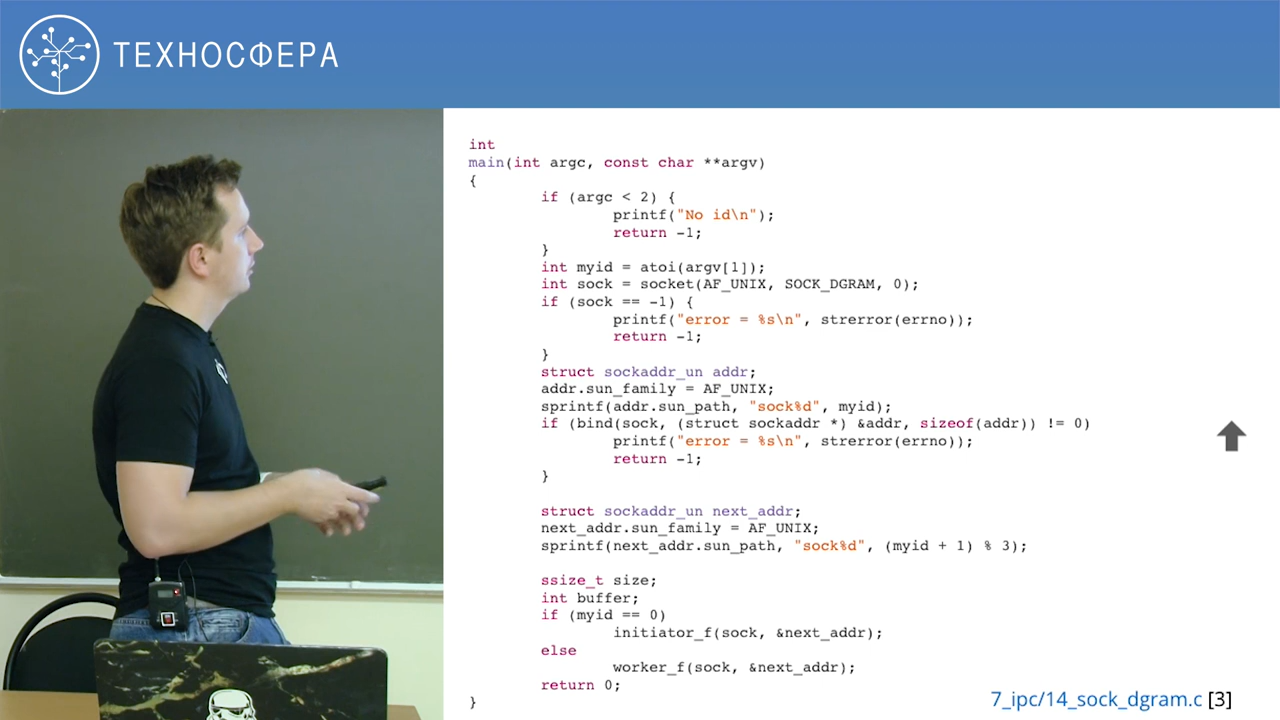 ТЕХНОСФЕРА
int
main(int argc, const char **argv)
{
        if (argc < 2) {
                printf("No id\n");
                return -1;
        }
        int myid = atoi(argv[1]);
        int sock = socket(AF_UNIX, SOCK_DGRAM, 0);
        if (sock == -1) {
                printf("error = %s\n", strerror(errno));
                return -1;
        }
        struct sockaddr_un addr;
        addr.sun_family = AF_UNIX;
        sprintf(addr.sun_path, "sock%d", myid);
        if (bind(sock, (struct sockaddr *) &addr, sizeof(addr)) != 0)
                printf("error = %s\n", strerror(errno));
                return -1;
        }
        struct sockaddr_un next_addr;
        next_addr.sun_family = AF_UNIX;
        sprintf(next_addr.sun_path, "sock%d", (myid + 1) % 3);
        ssize_t size;
        int buffer;
        if (myid == 0)
                initiator_f(sock, &next_addr);
        else
                worker_f(sock, &next_addr);
        return 0;
}
7_ipc/14_sock_dgram.c [3]